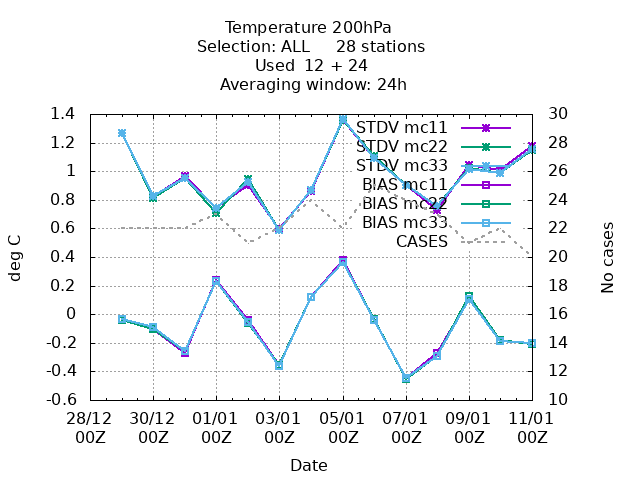 Temperature 200hPa
Selection: ALL 28 stations
Used 12 + 24
Averaging window: 24h
1.4
1.2
1
0.8
0.6
0.4
0.2
0
-0.2
-0.4
-0.6
deg C
30
28
26
24
22
20
18
16
14
12
10
No cases
STDV mc11
STDV mc22
STDV mc33
BIAS mc11
BIAS mc22
BIAS mc33
CASES
28/12 30/12 01/01 03/01 05/01 07/01 09/01 11/01
00Z 00Z 00Z 00Z 00Z 00Z 00Z 00Z
Date